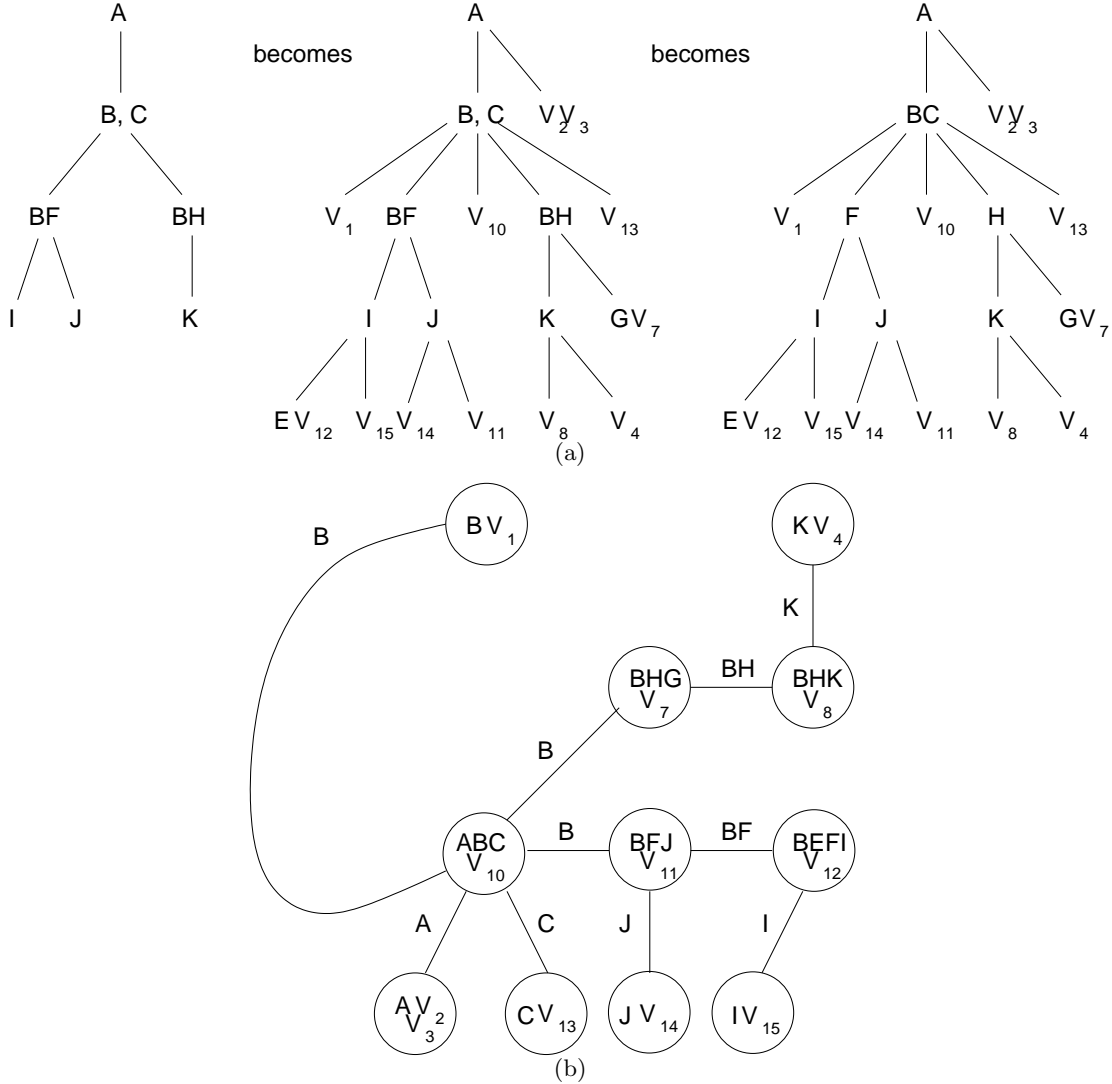 A becomes A becomes A
B, C B, C V2V3 BC V2V3
BF BH V1 BF V10 BH V13 V1 F V10 H V13
I J K I J K GV7 I J K GV7
EV12 V15 V14 V11 V8 V4 EV12 V15 V14 V11 V8 V4
(a)
B BV1 KV4
K
BHG BH BHK
V7 V8
B
ABC B BFJ BF BEFI
V10 V11 V12
A C J I
AV2 CV13 JV14 IV15
V3
(b)